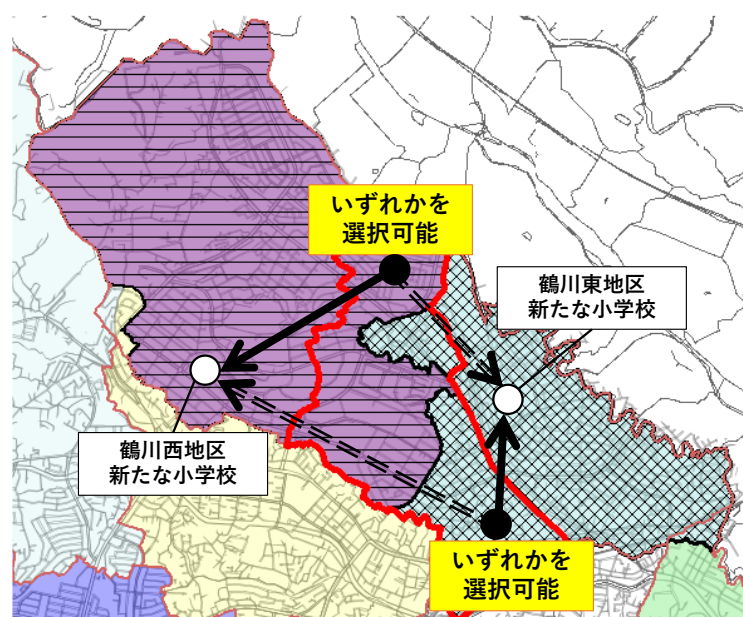 いずれかを
選択可能
鶴川東地区
新たな小学校
鶴川西地区
新たな小学校
いずれかを
選択可能